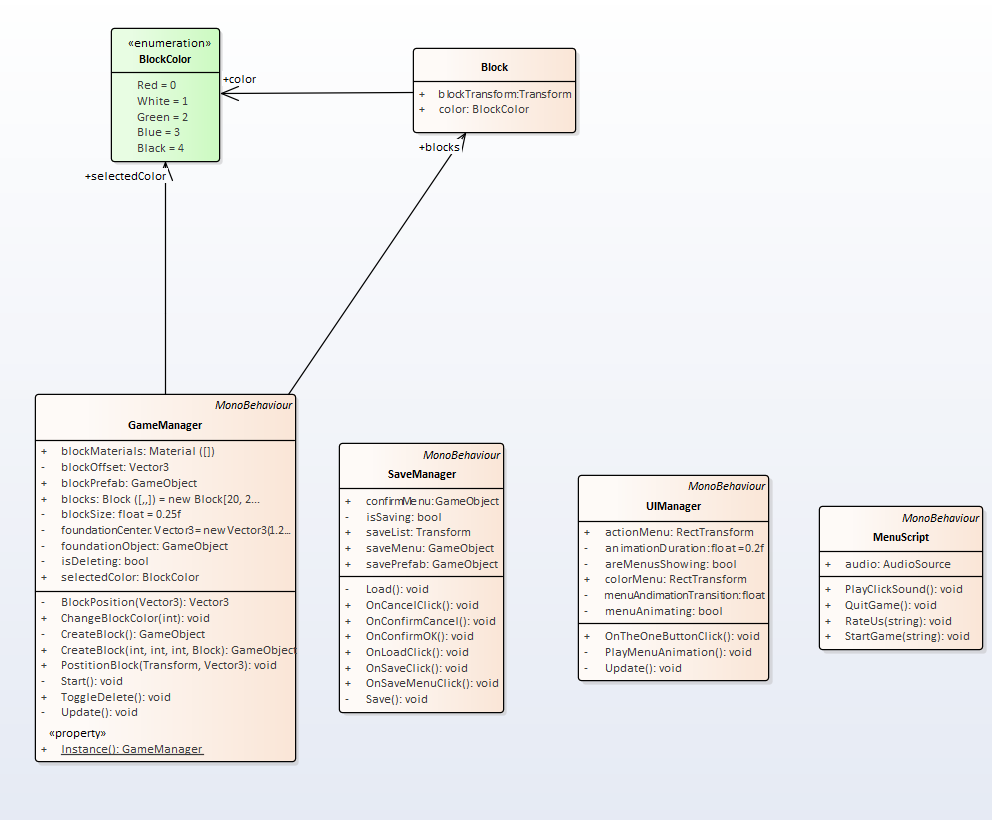 «enumeration»
BlockColor
Red = 0
White = 1
Green = 2
Blue = 3
Black = 4
+color
Block
+ blockTransform:Transform
+ color: BlockColor
+blocks
+selectedColor
MonoBehaviour
GameManager
+ blockMaterials: Material ([])
- blockOffset: Vector3
+ blockPrefab: GameObject
+ blocks: Block ([,,]) = new Block[20, 2...
- blockSize: float = 0.25f
- foundationCenter: Vector3 = new Vector3(1.2...
- foundationObject: GameObject
- isDeleting: bool
+ selectedColor: BlockColor
- BlockPosition(Vector3): Vector3
+ ChangeBlockColor(int): void
- CreateBlock(): GameObject
+ CreateBlock(int, int, int, Block): GameObject
+ PostitionBlock(Transform, Vector3): void
- Start(): void
+ ToggleDelete(): void
- Update(): void
«property»
+ Instance(): GameManager
MonoBehaviour
SaveManager
+ confirmMenu: GameObject
- isSaving: bool
+ saveList: Transform
+ saveMenu: GameObject
+ savePrefab: GameObject
- Load(): void
+ OnCancelClick(): void
+ OnConfirmCancel(): void
+ OnConfirmOK(): void
+ OnLoadClick(): void
+ OnSaveClick(): void
+ OnSaveMenuClick(): void
- Save(): void
MonoBehaviour
UIManager
+ actionMenu: RectTransform
- animationDuration: float = 0.2f
- areMenusShowing: bool
+ colorMenu: RectTransform
- menuAndimationTransition: float
- menuAnimating: bool
+ OnTheOneButtonClick(): void
- PlayMenuAnimation(): void
- Update(): void
MonoBehaviour
MenuScript
+ audio: AudioSource
+ PlayClickSound(): void
+ QuitGame(): void
+ RateUs(string): void
+ StartGame(string): void